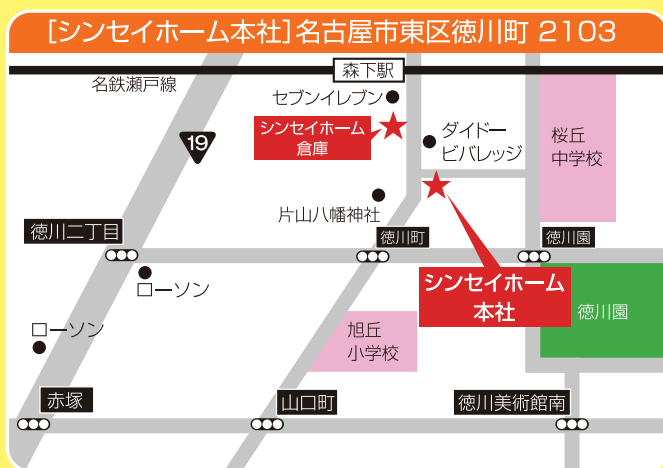 [シンセイホーム本社]名古屋市東区徳川町 2103
森下駅
名鉄瀬戸線
セブンイレブン
シンセイホーム
倉庫
ダイドー
ビバレッジ
19
桜丘
中学校
片山八幡神社
徳川二丁目
徳川町
徳川園
ローソン
シンセイホーム
本社
徳川園
ローソン
旭丘
小学校
赤塚
山口町
徳川美術館南